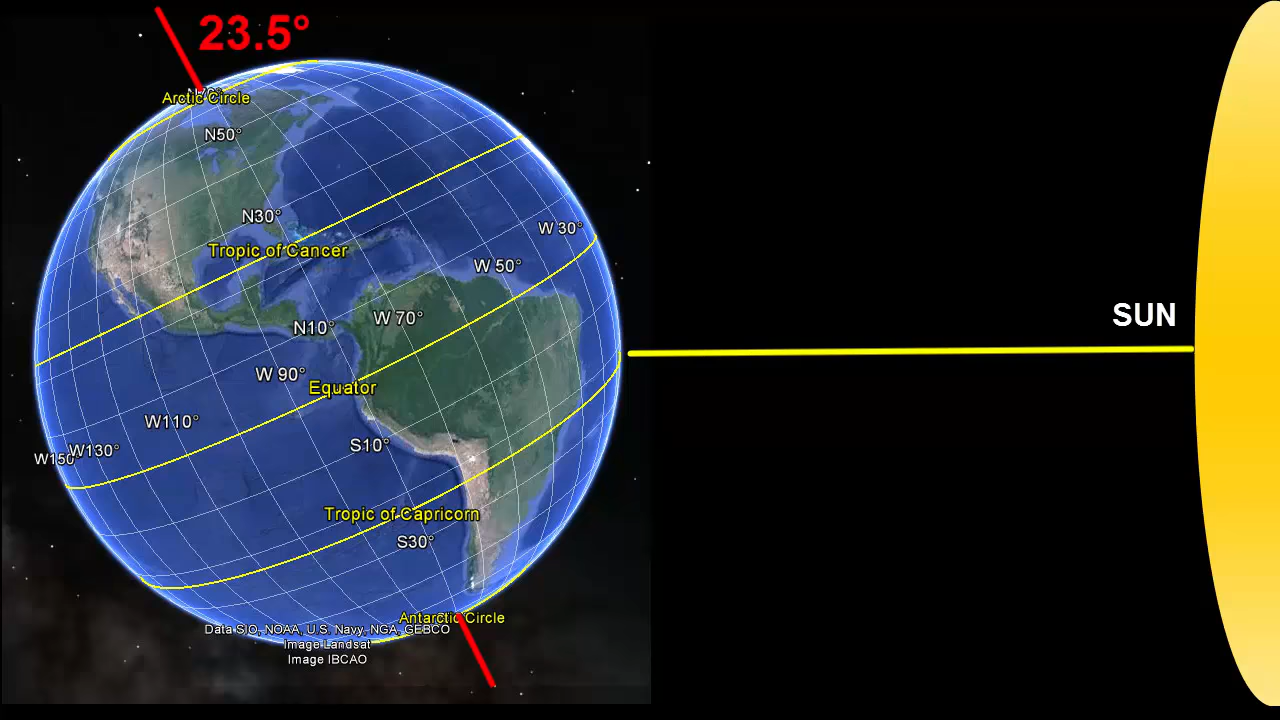 23.5°
Arctic Circle
N50°
N30°
W 30°
Tropic of Cancer
W 50°
SUN
W 70°
N10°
W 90°
Equator
W110°
S10°
W130°
W150°
Tropic of Capricorn
S30°
Antarctic Circle
Data SIO, NOAA, U.S. Navy, NGA, GEBCO
Image Landsat
Image IBCAO